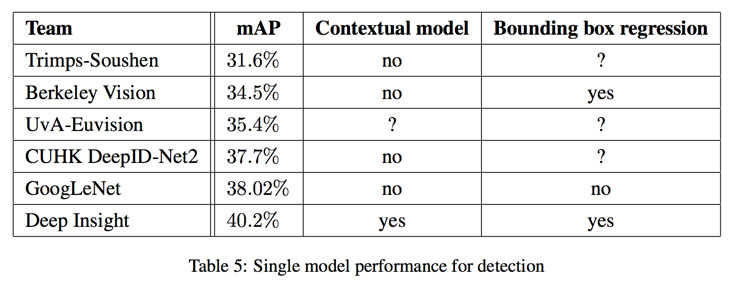 Team mAP Contextual model Bounding box regression
Trimps-Soushen 31.6% no ?
Berkeley Vision 34.5% no yes
UvA-Euvision 35.4% ? ?
CUHK DeepID-Net2 37.7% no ?
GoogLeNet 38.02% no no
Deep Insight 40.2% yes yes
Table 5: Single model performance for detection